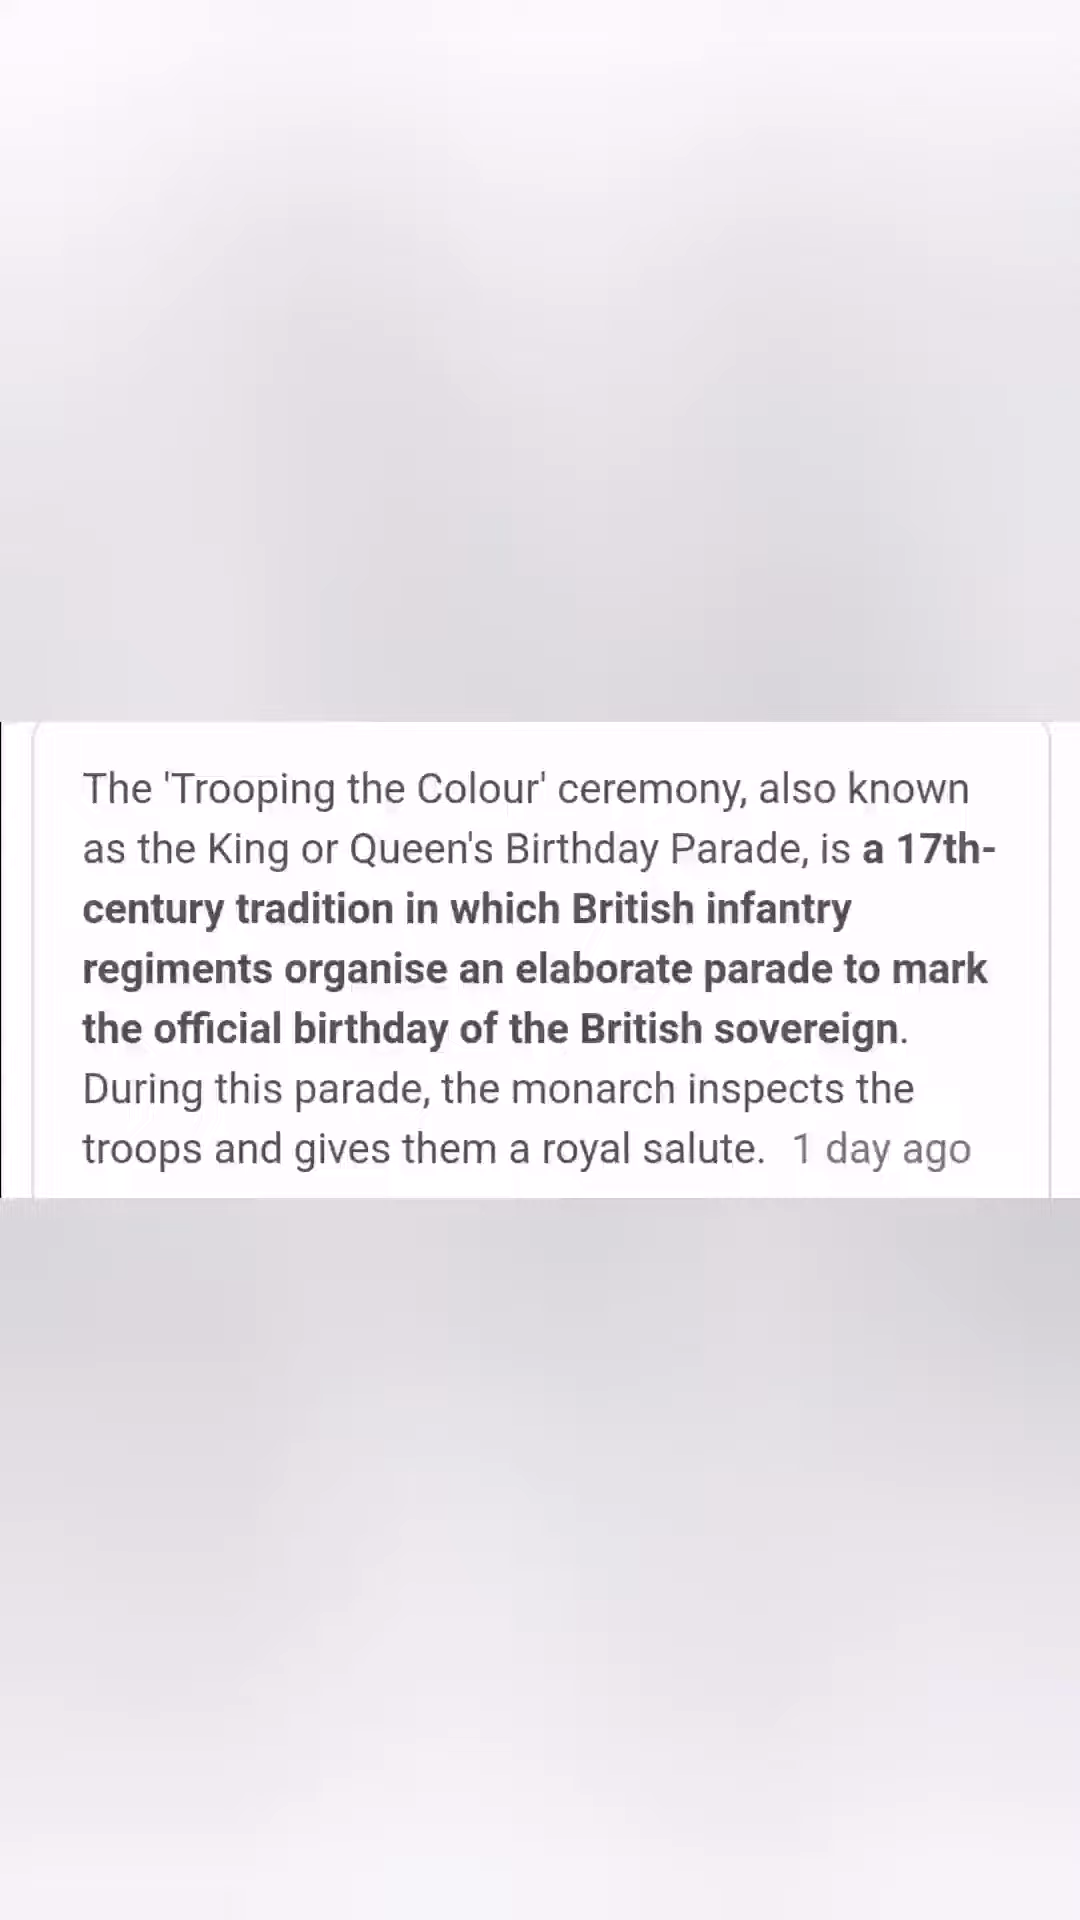 The 'Trooping the Colour' ceremony, also known
as the King or Queen's Birthday Parade, is a 17th-
century tradition in which British infantry
regiments organise an elaborate parade to mark
the official birthday of the British sovereign.
During this parade, the monarch inspects the
troops and gives them a royal salute. 1 day ago